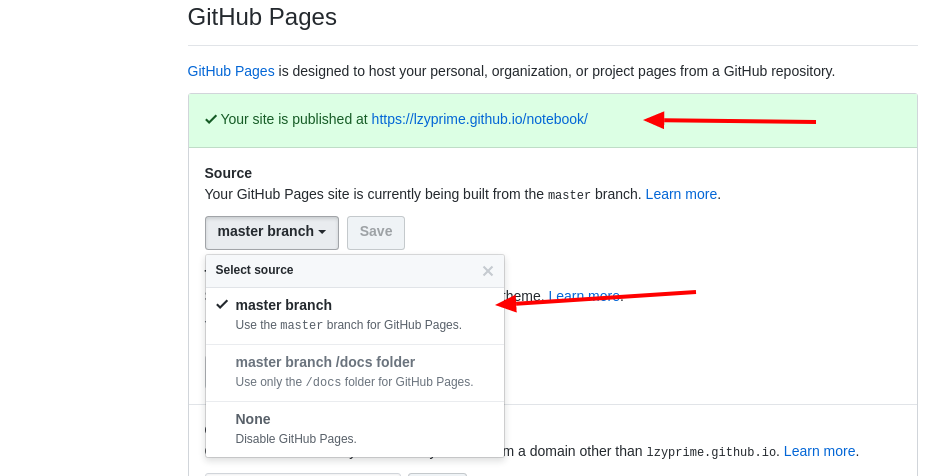 GitHub Pages
GitHub Pages is designed to host your personal, organization, or project pages from a GitHub repository.
Your site is published at https://lzyprime.github.io/notebook/
Source
Your GitHub Pages site is currently being built from the master branch. Learn more.
master branch Save
Select source
heme. Learn more.
master branch
Use the master branch for GitHub Pages.
master branch /docs folder
Use only the /docs folder for GitHub Pages.
None
Disable GitHub Pages.
m a domain other than lzyprime.github.io. Learn more.